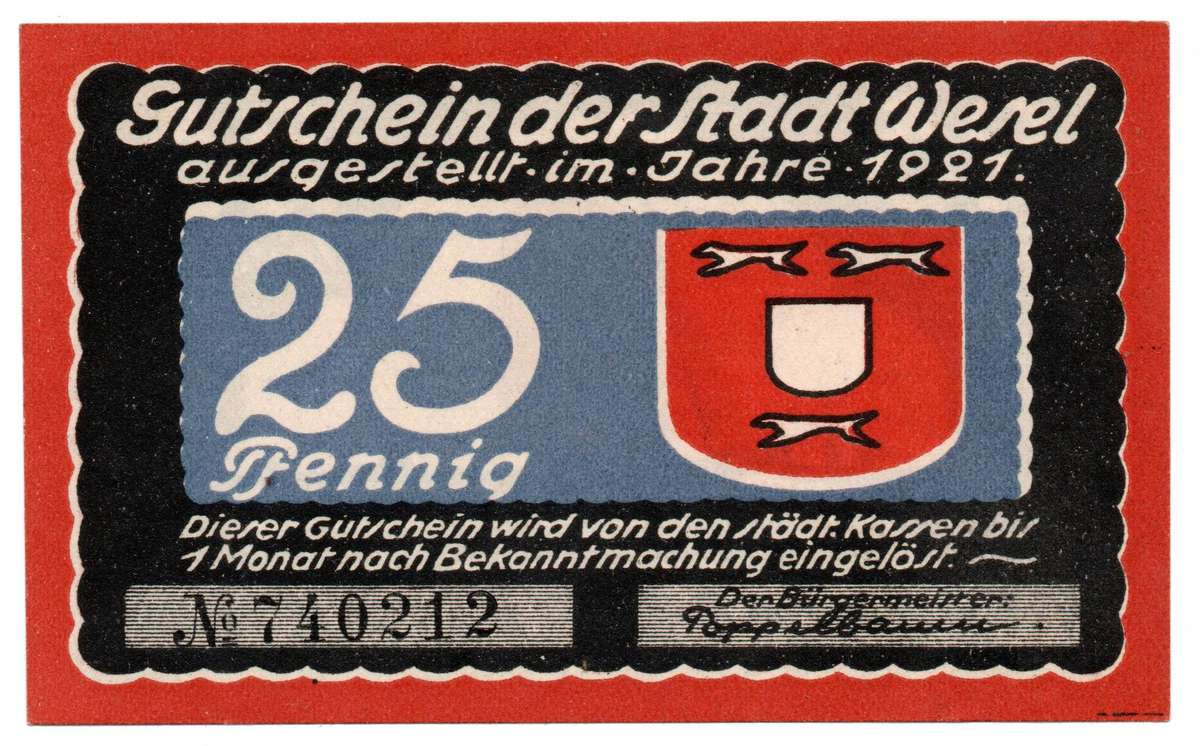 Gutschein der Stadt Wesel
ausgestellt · im · Jahre · 1921.
25
Pfennig
Dieser Gutschein wird von den städt. Kassen bis
1 Monat nach Bekanntmachung eingelöst.
No 740212
Der Bürgermeister:
Poppelbaum.